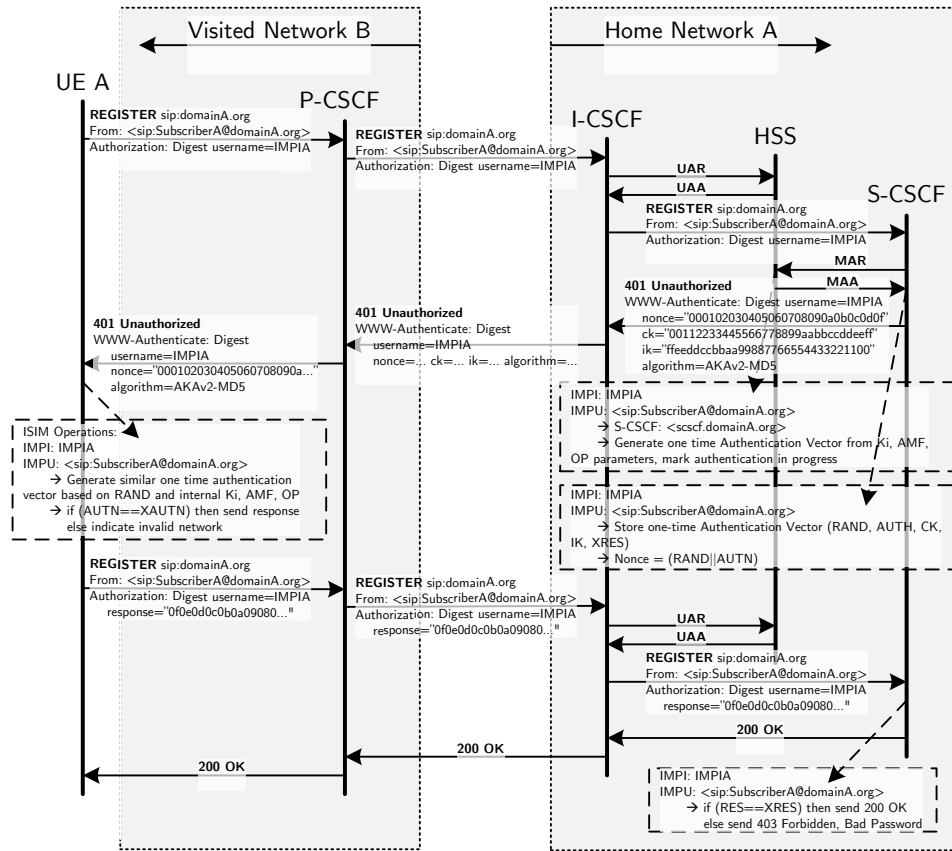 Visited Network B
Home Network A
UE A
P-CSCF
I-CSCF
HSS
S-CSCF
REGISTER sip:domainA.org
From: <sip:SubscriberA@domainA.org>
Authorization: Digest username=IMPIA
REGISTER sip:domainA.org
From: <sip:SubscriberA@domainA.org>
Authorization: Digest username=IMPIA
UAR
UAA
REGISTER sip:domainA.org
From: <sip:SubscriberA@domainA.org>
Authorization: Digest username=IMPIA
MAR
MAA
401 Unauthorized
WWW-Authenticate: Digest username=IMPIA
nonce="000102030405060708090a0b0c0d0f"
ck="00112233445566778899aabbccddeeff"
ik="ffeeddccbbaa99887766554433221100"
algorithm=AKAv2-MD5
401 Unauthorized
WWW-Authenticate: Digest
username=IMPIA
nonce=... ck=... ik=... algorithm=...
401 Unauthorized
WWW-Authenticate: Digest
username=IMPIA
nonce="000102030405060708090a..."
algorithm=AKAv2-MD5
IMPI: IMPIA
IMPU: <sip:SubscriberA@domainA.org>
→ S-CSCF: <scscf.domainA.org>
→ Generate one time Authentication Vector from Ki, AMF,
OP parameters, mark authentication in progress
ISIM Operations:
IMPI: IMPIA
IMPU: <sip:SubscriberA@domainA.org>
→ Generate similar one time authentication
vector based on RAND and internal Ki, AMF, OP
→ if (AUTN==XAUTN) then send response
else indicate invalid network
IMPI: IMPIA
IMPU: <sip:SubscriberA@domainA.org>
→ Store one-time Authentication Vector (RAND, AUTH, CK,
IK, XRES)
→ Nonce = (RAND||AUTN)
REGISTER sip:domainA.org
From: <sip:SubscriberA@domainA.org>
Authorization: Digest username=IMPIA
response="0f0e0d0c0b0a09080..."
REGISTER sip:domainA.org
From: <sip:SubscriberA@domainA.org>
Authorization: Digest username=IMPIA
response="0f0e0d0c0b0a09080..."
UAR
UAA
REGISTER sip:domainA.org
From: <sip:SubscriberA@domainA.org>
Authorization: Digest username=IMPIA
response="0f0e0d0c0b0a09080..."
200 OK
200 OK
200 OK
IMPI: IMPIA
IMPU: <sip:SubscriberA@domainA.org>
→ if (RES==XRES) then send 200 OK
else send 403 Forbidden, Bad Password